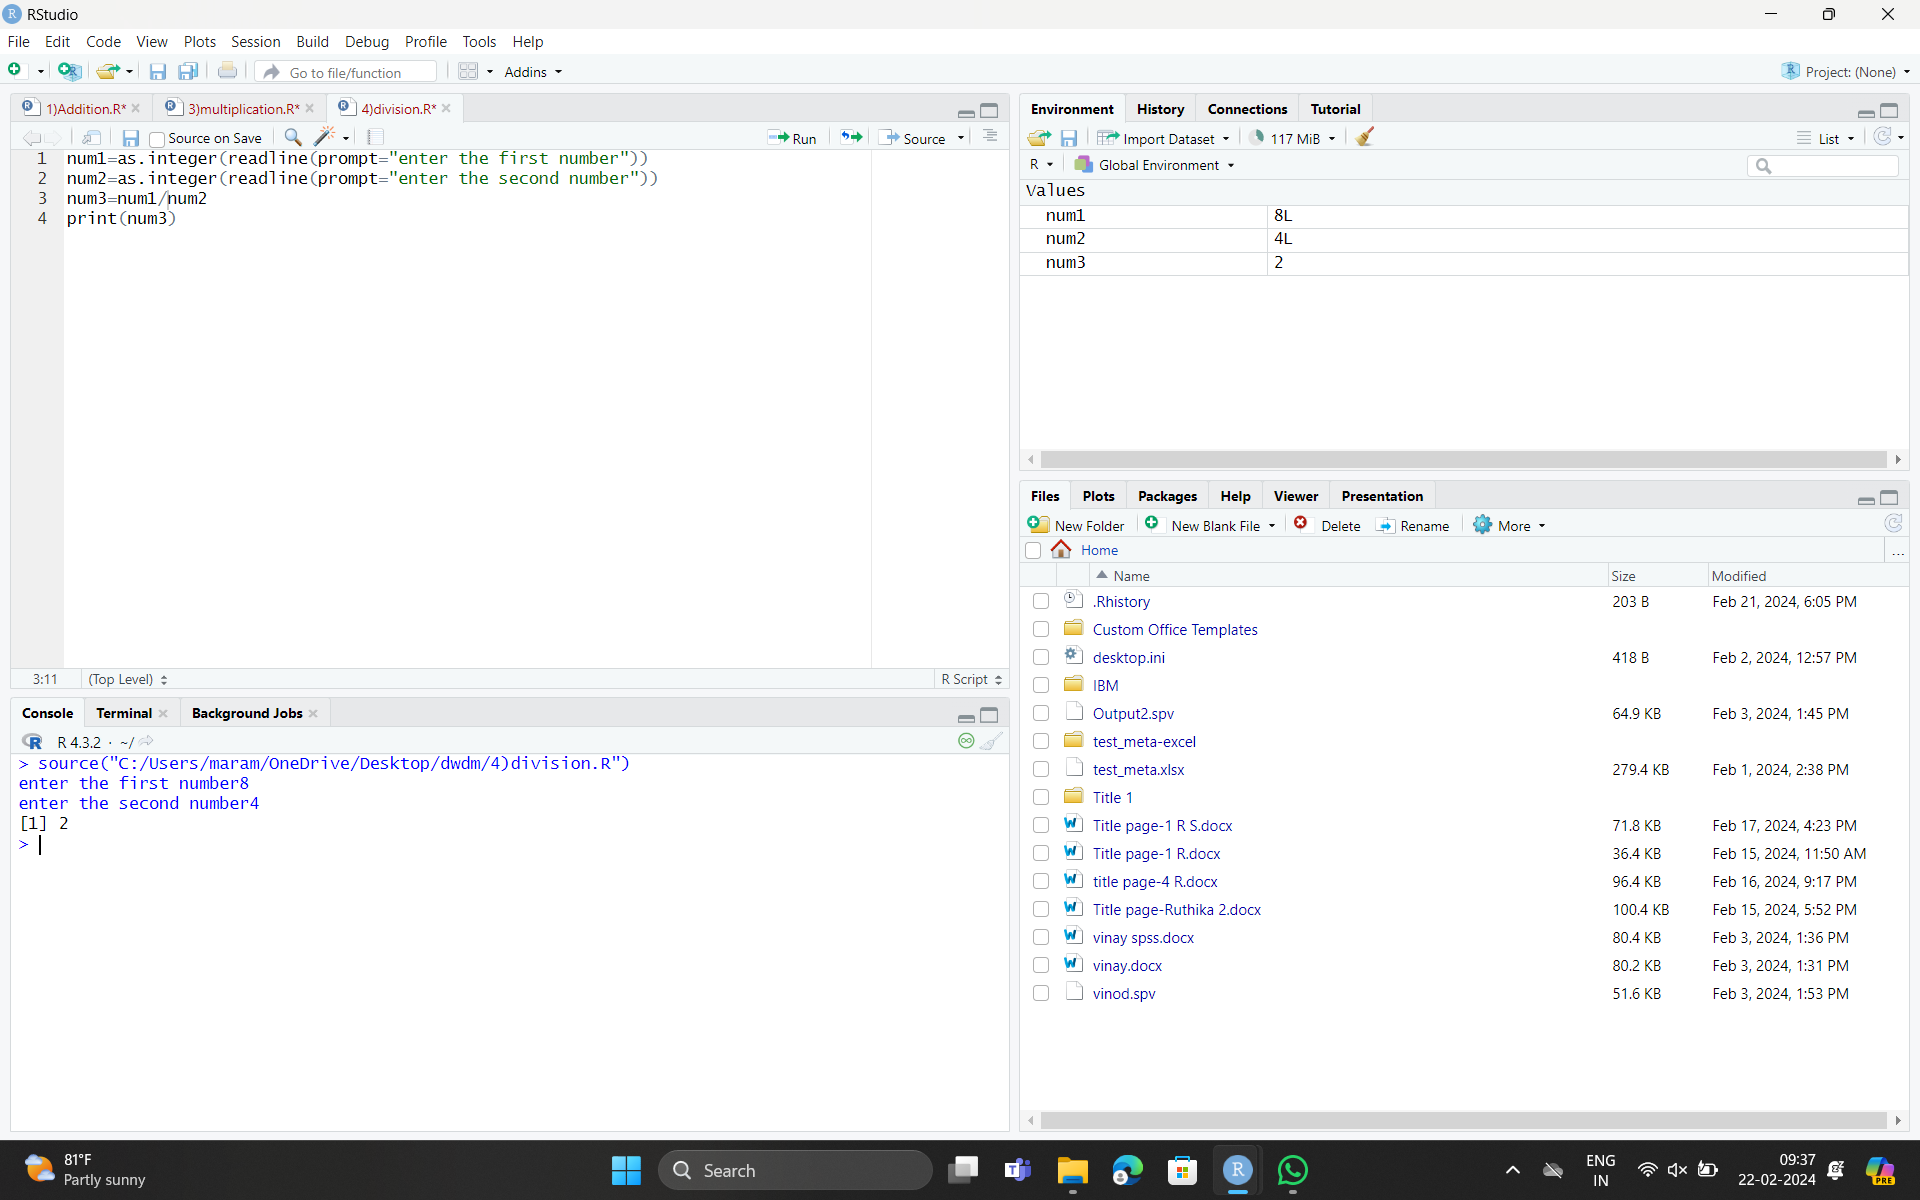 RStudio
File Edit Code View Plots Session Build Debug Profile Tools Help
Go to file/function Addins Project: (None)
1)Addition.R* 3)multiplication.R* 4)division.R*
Source on Save Run Source
1 num1=as.integer(readline(prompt="enter the first number"))
2 num2=as.integer(readline(prompt="enter the second number"))
3 num3=num1/num2
4 print(num3)
3:11 (Top Level) R Script
Console Terminal Background Jobs
R 4.3.2 · ~/
> source("C:/Users/maram/OneDrive/Desktop/dwdm/4)division.R")
enter the first number8
enter the second number4
[1] 2
>
Environment History Connections Tutorial
Import Dataset 117 MiB List
R Global Environment
Values
num1 8L
num2 4L
num3 2
Files Plots Packages Help Viewer Presentation
New Folder New Blank File Delete Rename More
Home ...
Name Size Modified
.Rhistory 203 B Feb 21, 2024, 6:05 PM
Custom Office Templates
desktop.ini 418 B Feb 2, 2024, 12:57 PM
IBM
Output2.spv 64.9 KB Feb 3, 2024, 1:45 PM
test_meta-excel
test_meta.xlsx 279.4 KB Feb 1, 2024, 2:38 PM
Title 1
Title page-1 R S.docx 71.8 KB Feb 17, 2024, 4:23 PM
Title page-1 R.docx 36.4 KB Feb 15, 2024, 11:50 AM
title page-4 R.docx 96.4 KB Feb 16, 2024, 9:17 PM
Title page-Ruthika 2.docx 100.4 KB Feb 15, 2024, 5:52 PM
vinay spss.docx 80.4 KB Feb 3, 2024, 1:36 PM
vinay.docx 80.2 KB Feb 3, 2024, 1:31 PM
vinod.spv 51.6 KB Feb 3, 2024, 1:53 PM
81°F
Partly sunny
Search
ENG
IN
09:37
22-02-2024
PRE